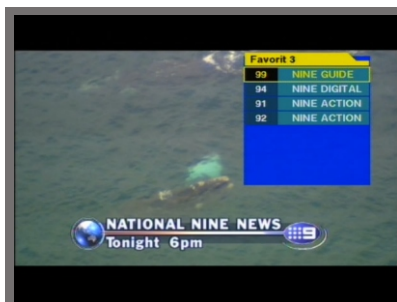 Favorit 3
99 NINE GUIDE
94 NINE DIGITAL
91 NINE ACTION
92 NINE ACTION
NATIONAL NINE NEWS
9
Tonight 6pm